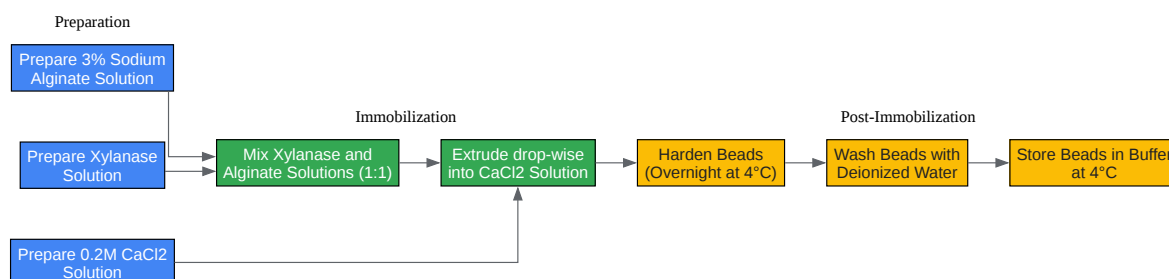 Preparation
Prepare 3% Sodium
Alginate Solution
Prepare Xylanase
Solution
Prepare 0.2M CaCl2
Solution
Immobilization
Mix Xylanase and
Alginate Solutions (1:1)
Extrude drop-wise
into CaCl2 Solution
Post-Immobilization
Harden Beads
(Overnight at 4°C)
Wash Beads with
Deionized Water
Store Beads in Buffer
at 4°C